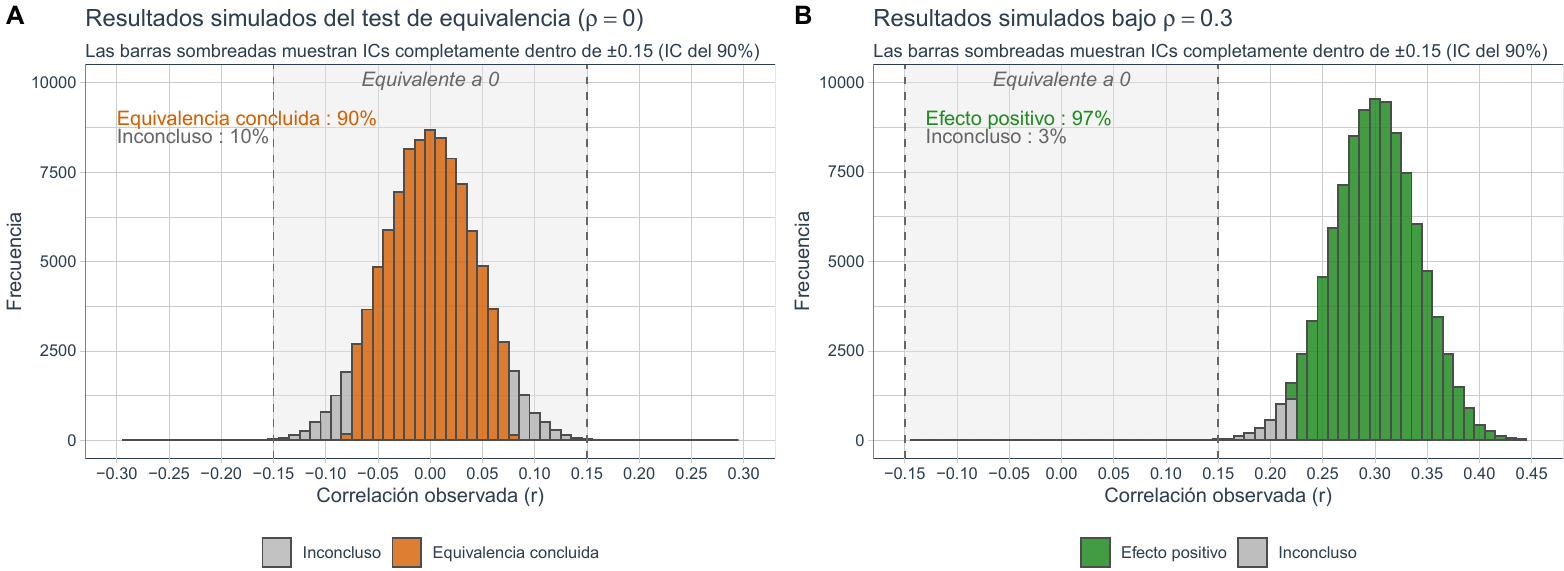 A
Resultados simulados del test de equivalencia (ρ = 0)
Las barras sombreadas muestran ICs completamente dentro de ±0.15 (IC del 90%)
Equivalente a 0
Equivalencia concluida : 90%
Inconcluso : 10%
10000
7500
5000
2500
0
Frecuencia
−0.30 −0.25 −0.20 −0.15 −0.10 −0.05 0.00 0.05 0.10 0.15 0.20 0.25 0.30
Correlación observada (r)
Inconcluso Equivalencia concluida
B
Resultados simulados bajo ρ = 0.3
Las barras sombreadas muestran ICs completamente dentro de ±0.15 (IC del 90%)
Equivalente a 0
Efecto positivo : 97%
Inconcluso : 3%
10000
7500
5000
2500
0
Frecuencia
−0.15 −0.10 −0.05 0.00 0.05 0.10 0.15 0.20 0.25 0.30 0.35 0.40 0.45
Correlación observada (r)
Efecto positivo Inconcluso